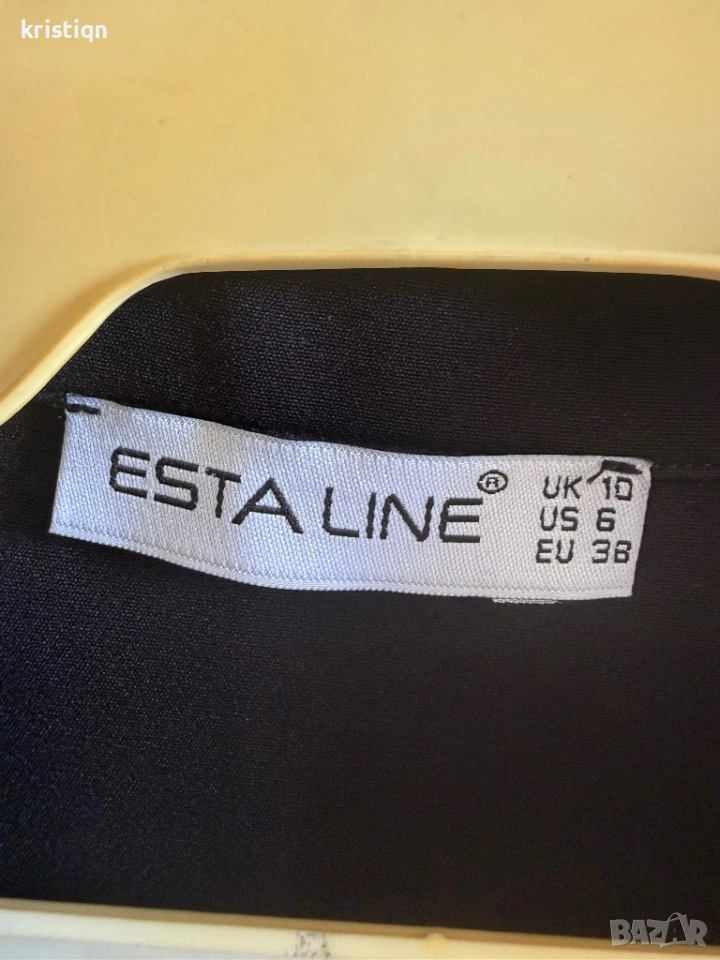 kristiqn
ESTA LINE®
UK 10
US 6
EU 38
BAZAR